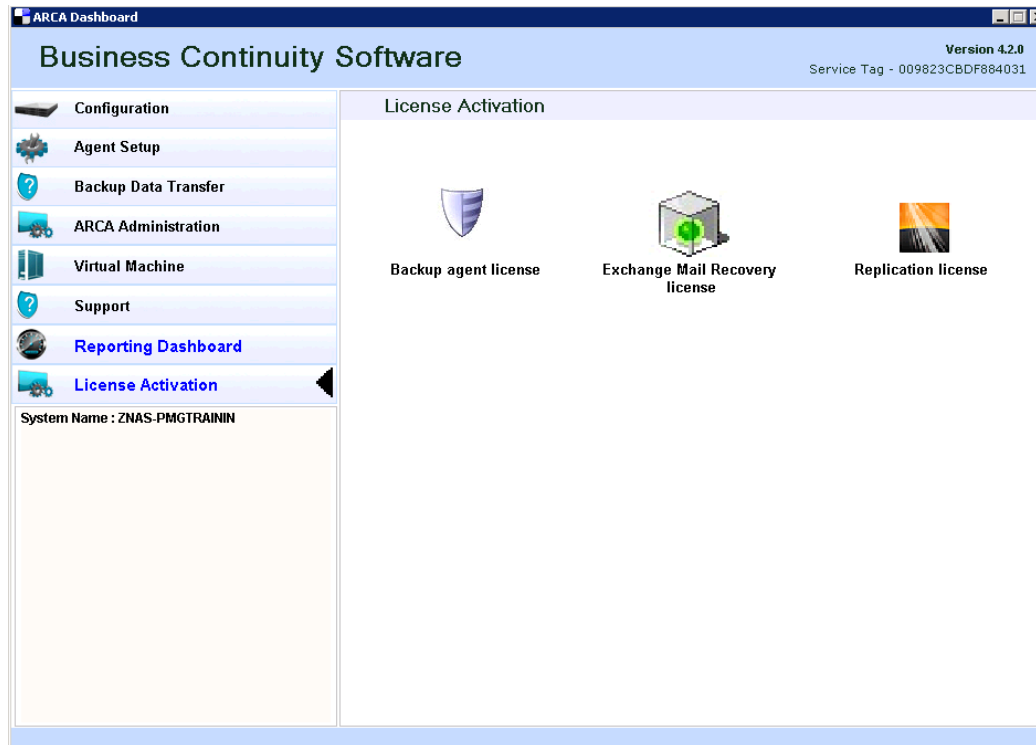 ARCA Dashboard
Business Continuity Software
Version 4.2.0
Service Tag - 009823CBDF884031
Configuration
Agent Setup
Backup Data Transfer
ARCA Administration
Virtual Machine
Support
Reporting Dashboard
License Activation
System Name : ZNAS-PMGTRAININ
License Activation
Backup agent license
Exchange Mail Recovery
license
Replication license